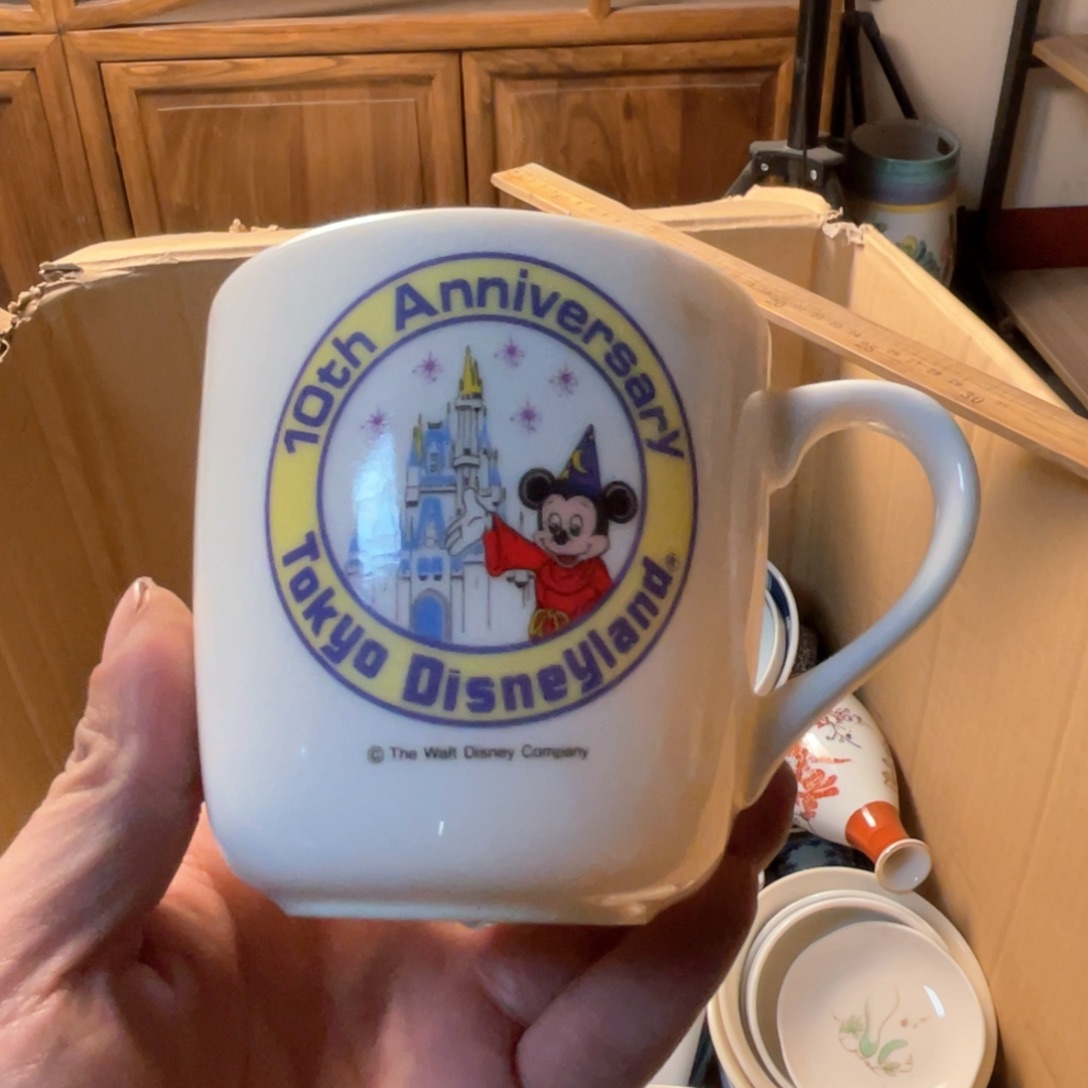 10th Anniversary
Tokyo Disneyland®
© The Walt Disney Company